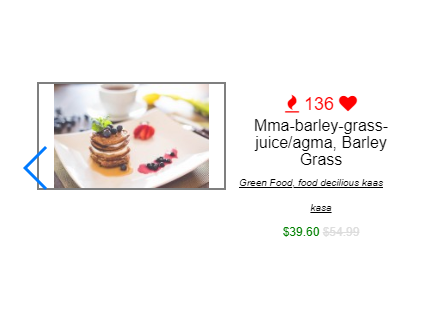 136
Mma-barley-grass-
juice/agma, Barley
Grass
Green Food, food decilious kaas
kasa
$39.60 $54.99